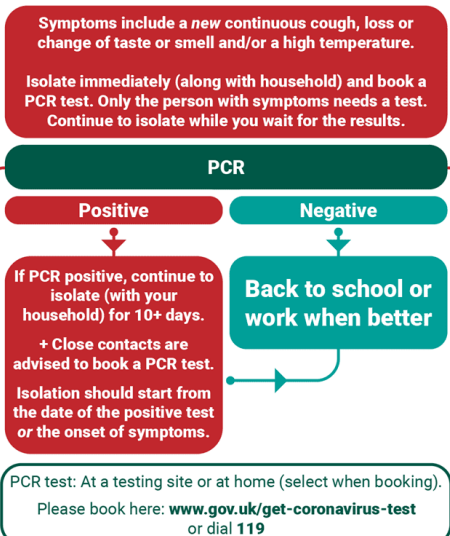 Symptoms include a new continuous cough, loss or
change of taste or smell and/or a high temperature.
Isolate immediately (along with household) and book a
PCR test. Only the person with symptoms needs a test.
Continue to isolate while you wait for the results.
PCR
Positive
Negative
If PCR positive, continue to
isolate (with your
household) for 10+ days.
+ Close contacts are
advised to book a PCR test.
Isolation should start from
the date of the positive test
or the onset of symptoms.
Back to school or
work when better
PCR test: At a testing site or at home (select when booking).
Please book here: www.gov.uk/get-coronavirus-test
or dial 119